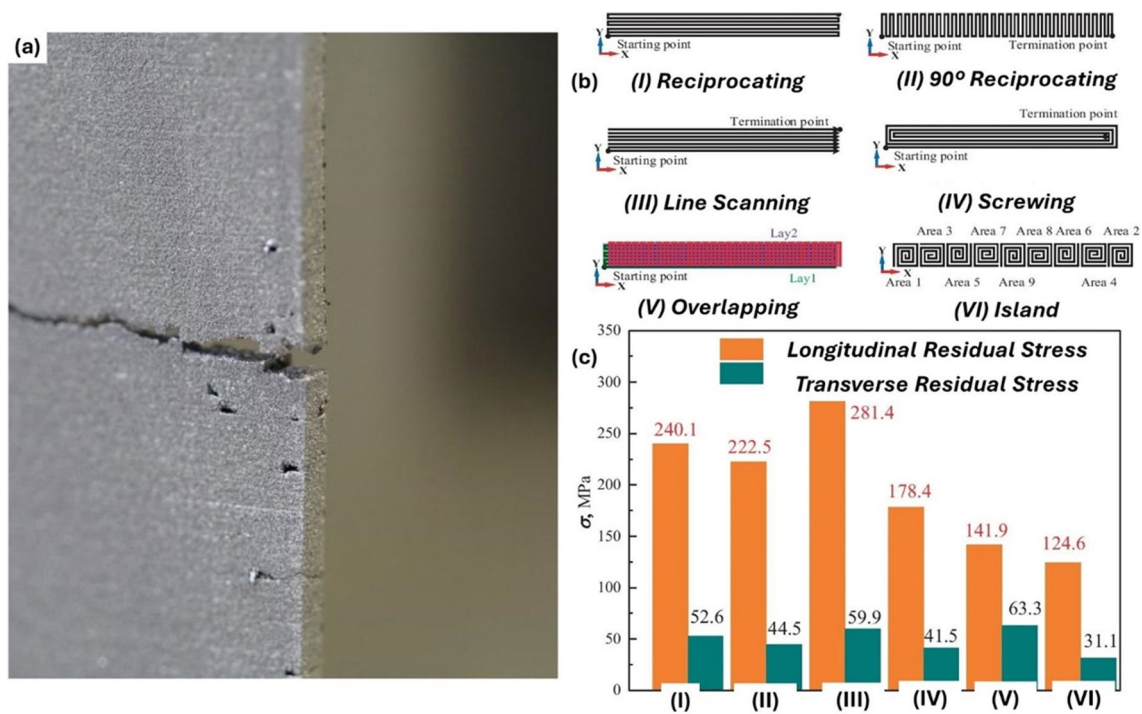 (a)
(b)
Y
X
Starting point
(I) Reciprocating
Y
X
Starting point
Termination point
(II) 90º Reciprocating
Termination point
Y
X
Starting point
(III) Line Scanning
Termination point
Y
X
Starting point
(IV) Screwing
Lay2
Y
X
Starting point
Lay1
(V) Overlapping
Area 3
Area 7
Area 8
Area 6
Area 2
Y
X
Area 1
Area 5
Area 9
Area 4
(VI) Island
(c)
Longitudinal Residual Stress
Transverse Residual Stress
σ, MPa
350
300
250
200
150
100
50
0
240.1
52.6
222.5
44.5
281.4
59.9
178.4
41.5
141.9
63.3
124.6
31.1
(I)
(II)
(III)
(IV)
(V)
(VI)